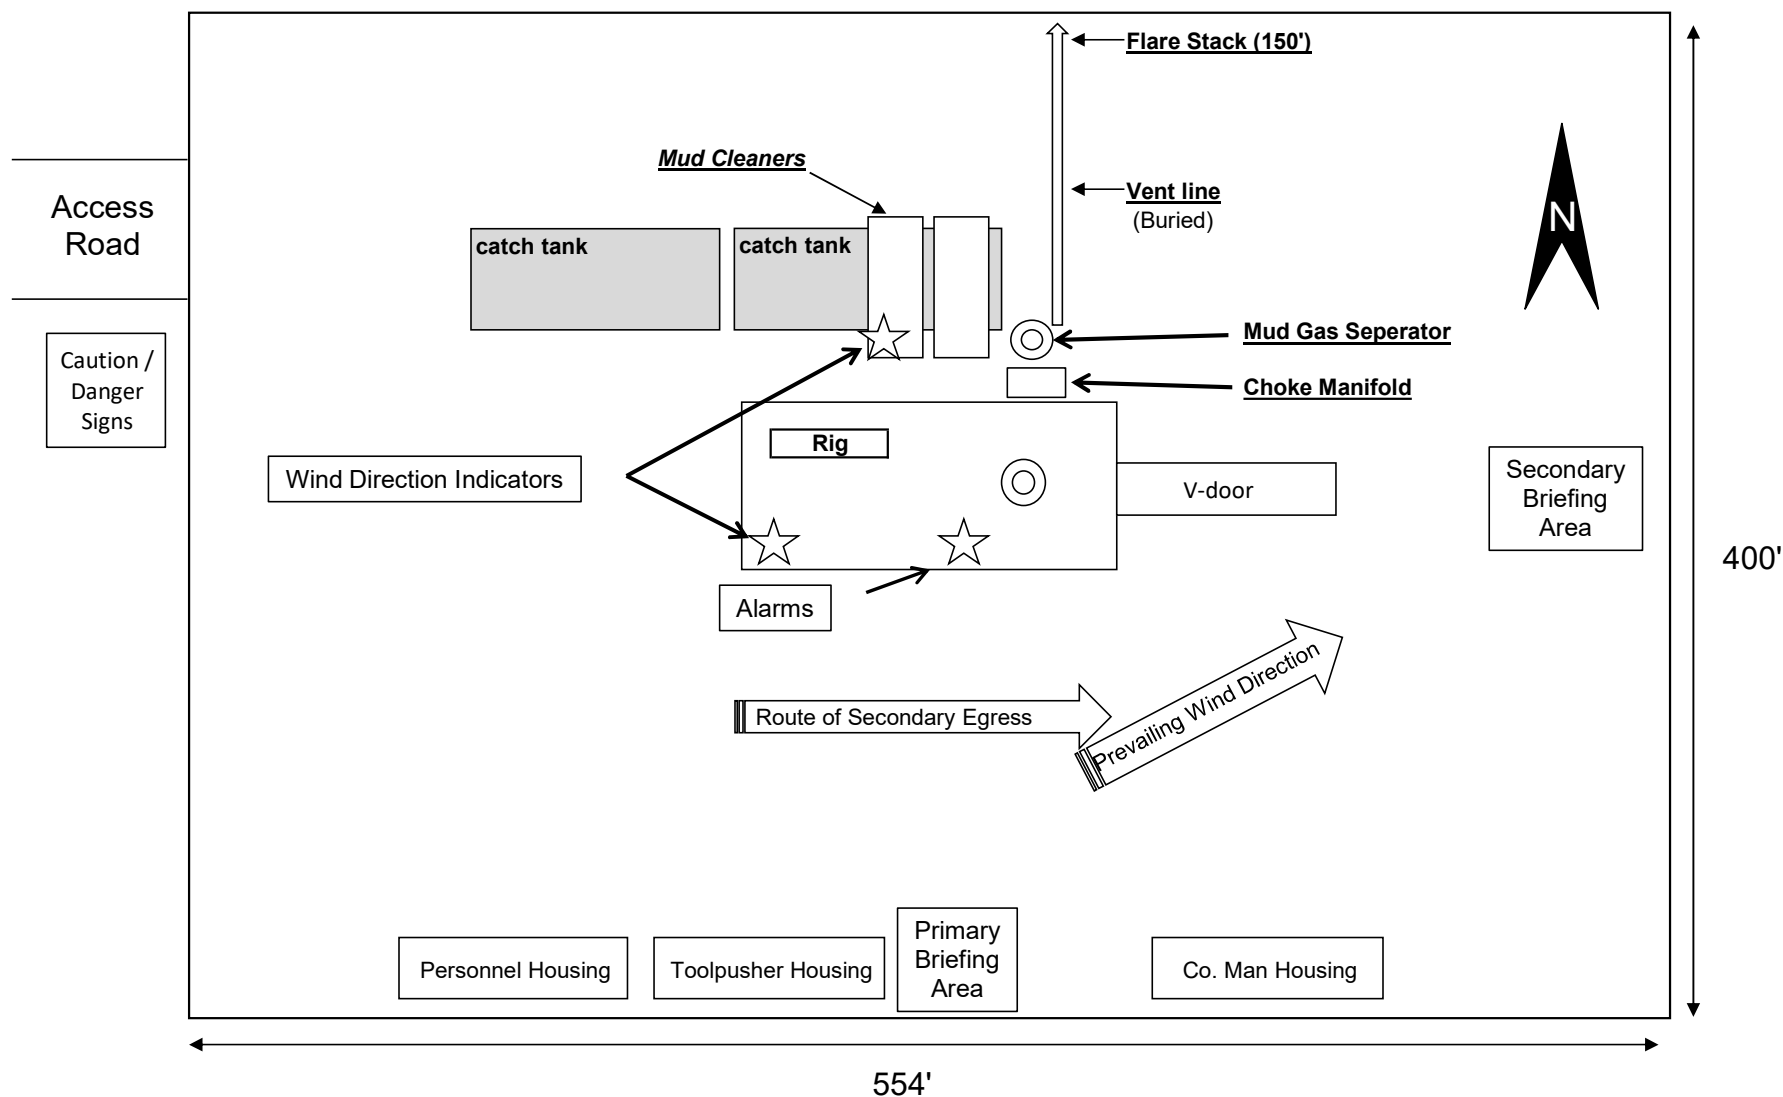 Flare Stack (150')
Mud Cleaners
Access
Road
Vent line
(Buried)
N
catch tank
catch tank
Caution /
Danger
Signs
Mud Gas Seperator
Choke Manifold
Rig
Wind Direction Indicators
V-door
Secondary
Briefing
Area
400'
Alarms
Route of Secondary Egress
Prevailing Wind Direction
Personnel Housing
Toolpusher Housing
Primary
Briefing
Area
Co. Man Housing
554'